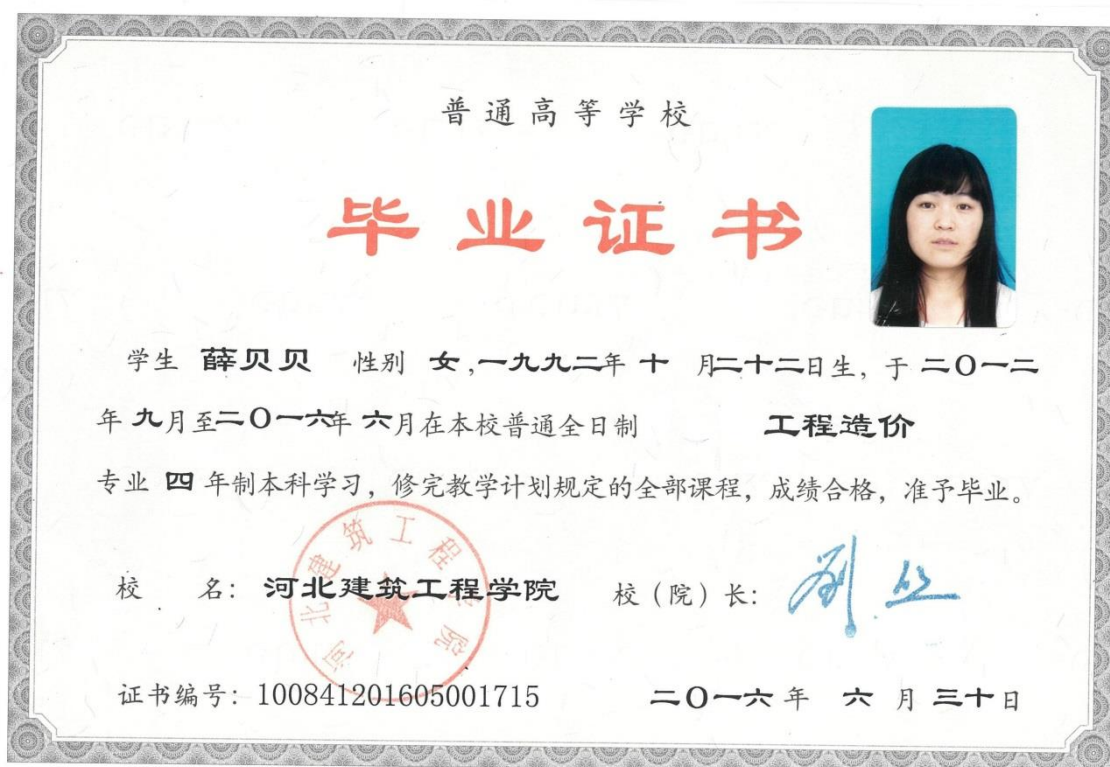 普通高等学校
毕业证书
学生 薛贝贝 性别 女,一九九二年 十 月二十二日生, 于 二〇一二
年 九月至二〇一六年 六月在本校普通全日制 工程造价
专业 四 年制本科学习, 修完教学计划规定的全部课程, 成绩合格, 准予毕业。
河北建筑工程学院
校 名: 河北建筑工程学院 校(院)长:
证书编号: 100841201605001715 二〇一六 年 六 月 三十日